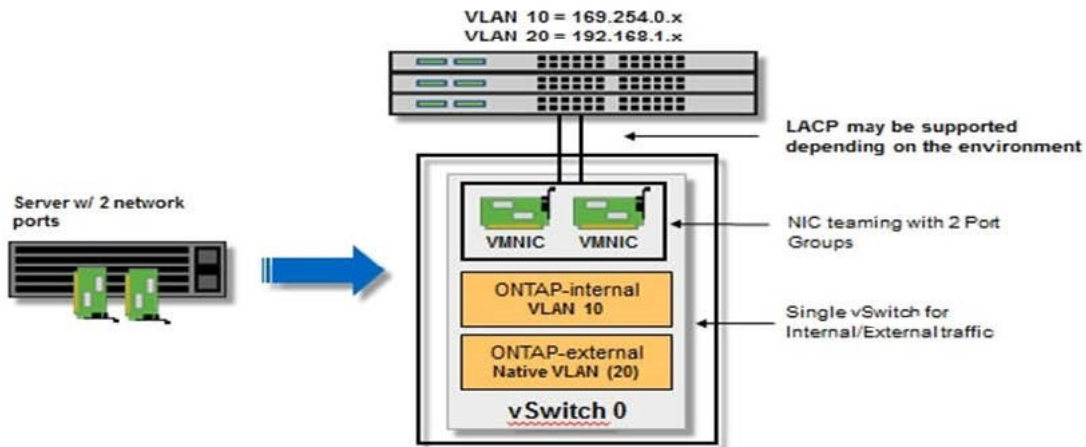 VLAN 10 = 169.254.0.x
VLAN 20 = 192.168.1.x
LACP may be supported
depending on the environment
Server w/ 2 network
ports
VMNIC
VMNIC
NIC teaming with 2 Port
Groups
ONTAP-internal
VLAN 10
Single vSwitch for
Internal/External traffic
ONTAP-external
Native VLAN (20)
vSwitch 0